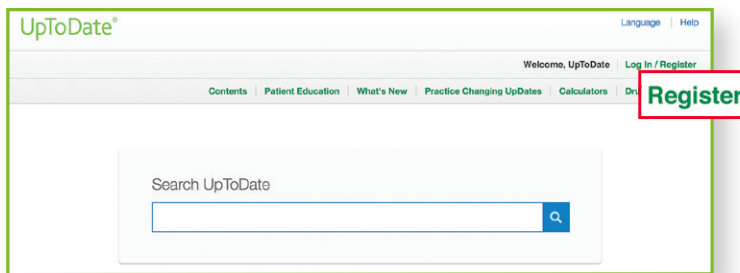 UpToDate®
Language | Help
Welcome, UpToDate | Log In / Register
Contents | Patient Education | What's New | Practice Changing UpDates | Calculators
Register
Search UpToDate